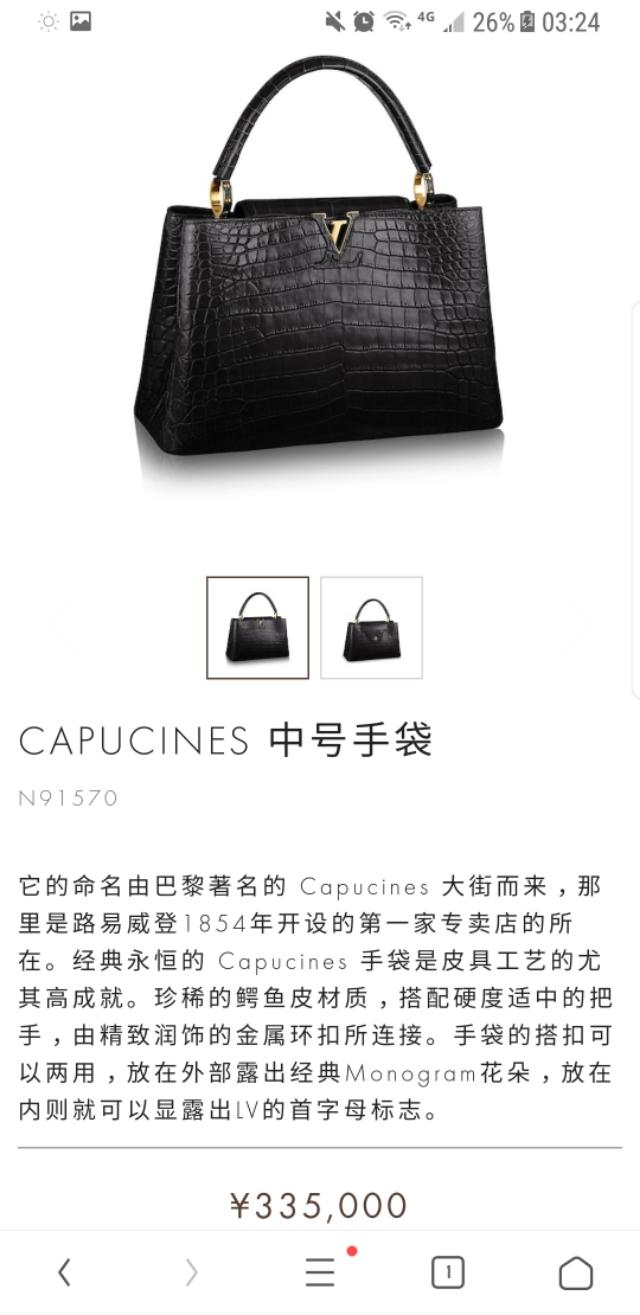 4G 26% 03:24
LV
CAPUCINES 中号手袋
N91570
它的命名由巴黎著名的 Capucines 大街而来，那
里是路易威登1854年开设的第一家专卖店的所
在。经典永恒的 Capucines 手袋是皮具工艺的尤
其高成就。珍稀的鳄鱼皮材质，搭配硬度适中的把
手，由精致润饰的金属环扣所连接。手袋的搭扣可
以两用，放在外部露出经典Monogram花朵，放在
内则就可以显露出LV的首字母标志。
¥335,000
1